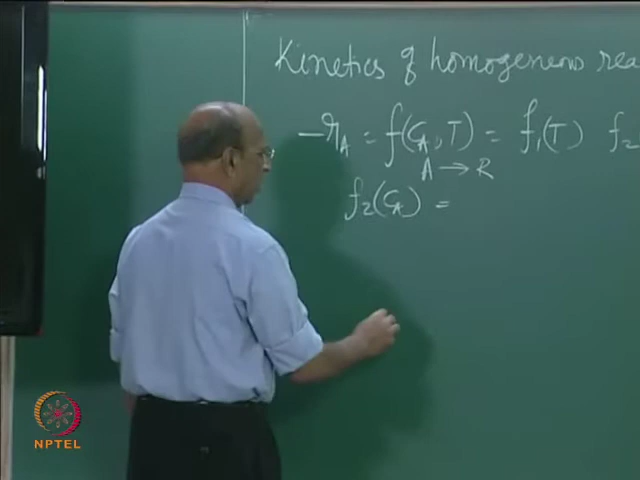 Kinetics of homogeneous rea
-r_A = f(C_A, T) = f_1(T) f_2
A → R
f_2(C_A) =
NPTEL